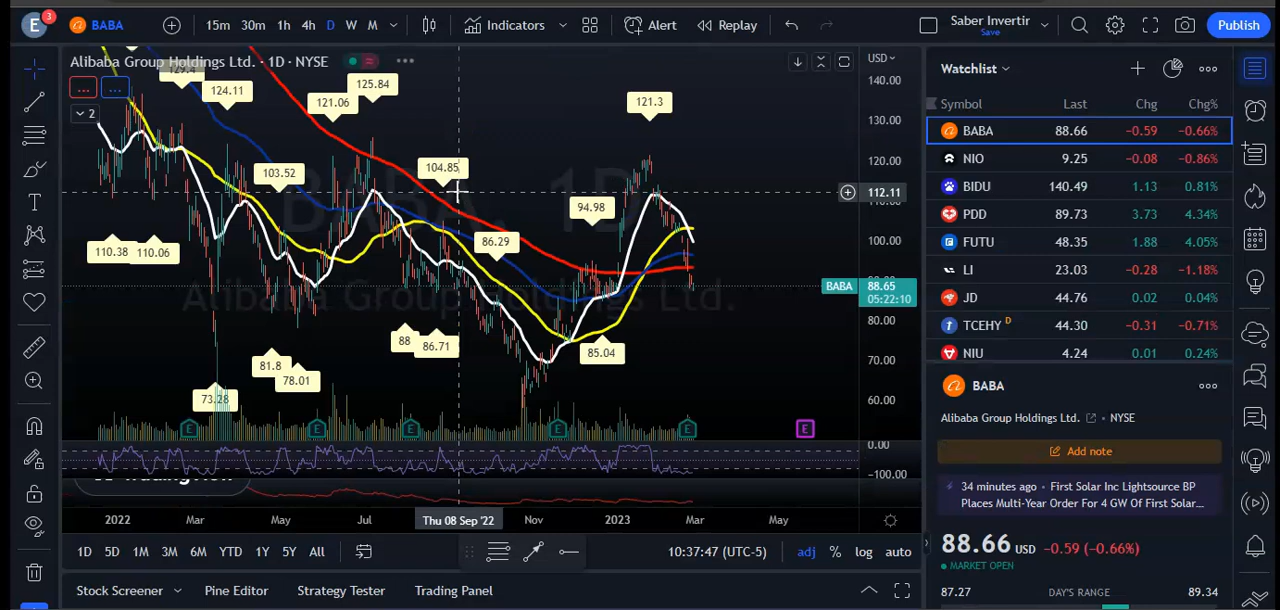 E 3 BABA 15m 30m 1h 4h D W M Indicators Alert Replay Saber Invertir Save Publish
Alibaba Group Holdings Ltd. · 1D · NYSE
USD
... ...
2
BABA, 1D
Alibaba Group Holdings Ltd.
129.4
124.11
121.06
125.84
103.52
104.85
110.38 110.06
86.29
94.98
121.3
73.28
81.8
78.01
88
86.71
85.04
140.00
130.00
120.00
112.11
100.00
BABA 88.65
05:22:10
80.00
70.00
60.00
E E E E E E
0.00
−100.00
2022 Mar May Jul Thu 08 Sep '22 Nov 2023 Mar May
1D 5D 1M 3M 6M YTD 1Y 5Y All 10:37:47 (UTC-5) adj % log auto
Stock Screener Pine Editor Strategy Tester Trading Panel
Watchlist
Symbol Last Chg Chg%
BABA 88.66 −0.59 −0.66%
NIO 9.25 −0.08 −0.86%
BIDU 140.49 1.13 0.81%
PDD 89.73 3.73 4.34%
FUTU 48.35 1.88 4.05%
LI 23.03 −0.28 −1.18%
JD 44.76 0.02 0.04%
TCEHY D 44.30 −0.31 −0.71%
NIU 4.24 0.01 0.24%
BABA
Alibaba Group Holdings Ltd. • NYSE
Add note
34 minutes ago • First Solar Inc Lightsource BP
Places Multi-Year Order For 4 GW Of First Solar...
88.66 USD −0.59 (−0.66%)
MARKET OPEN
87.27 DAY'S RANGE 89.34